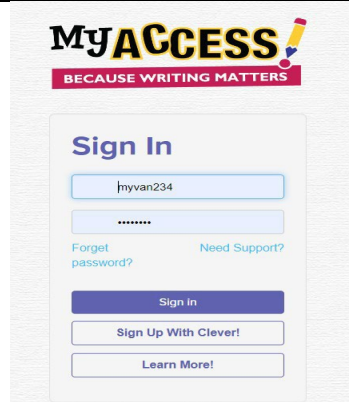 MYACCESS!
BECAUSE WRITING MATTERS
Sign In
myvan234
••••••••
Forget password?
Need Support?
Sign in
Sign Up With Clever!
Learn More!